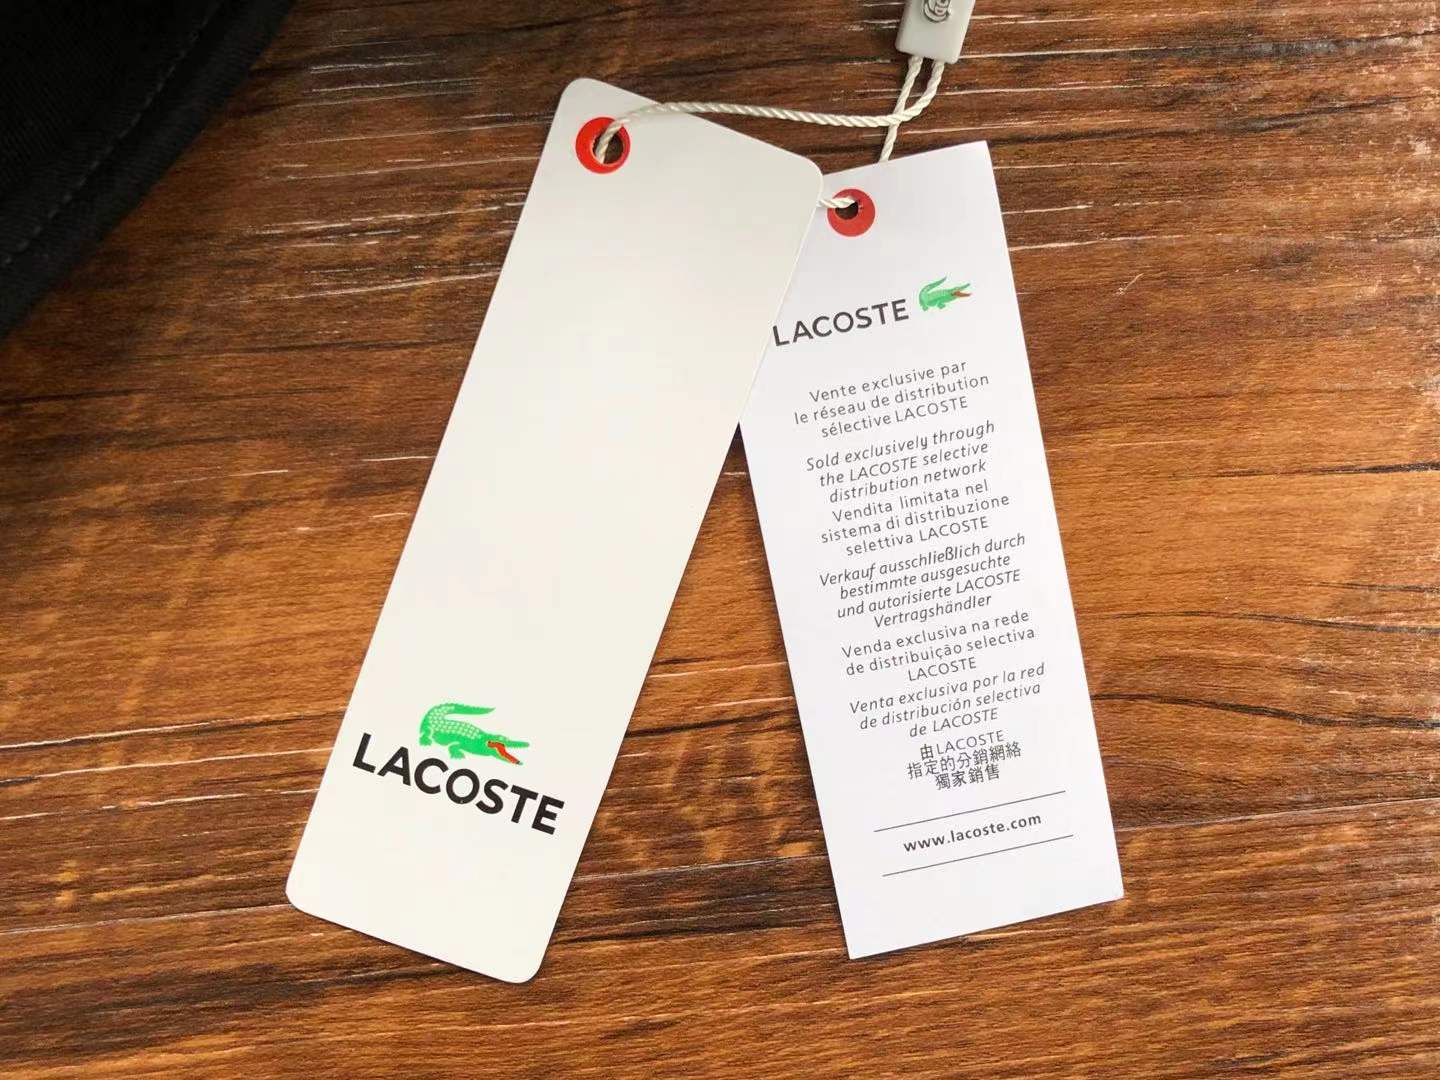 LACOSTE
LACOSTE
Vente exclusive par
le réseau de distribution
sélective LACOSTE
Sold exclusively through
the LACOSTE selective
distribution network
Vendita limitata nel
sistema di distribuzione
selettiva LACOSTE
Verkauf ausschließlich durch
bestimmte ausgesuchte
und autorisierte LACOSTE
Vertragshändler
Venda exclusiva na rede
de distribuição selectiva
LACOSTE
Venta exclusiva por la red
de distribución selectiva
de LACOSTE
由LACOSTE
指定的分銷網絡
獨家銷售
www.lacoste.com